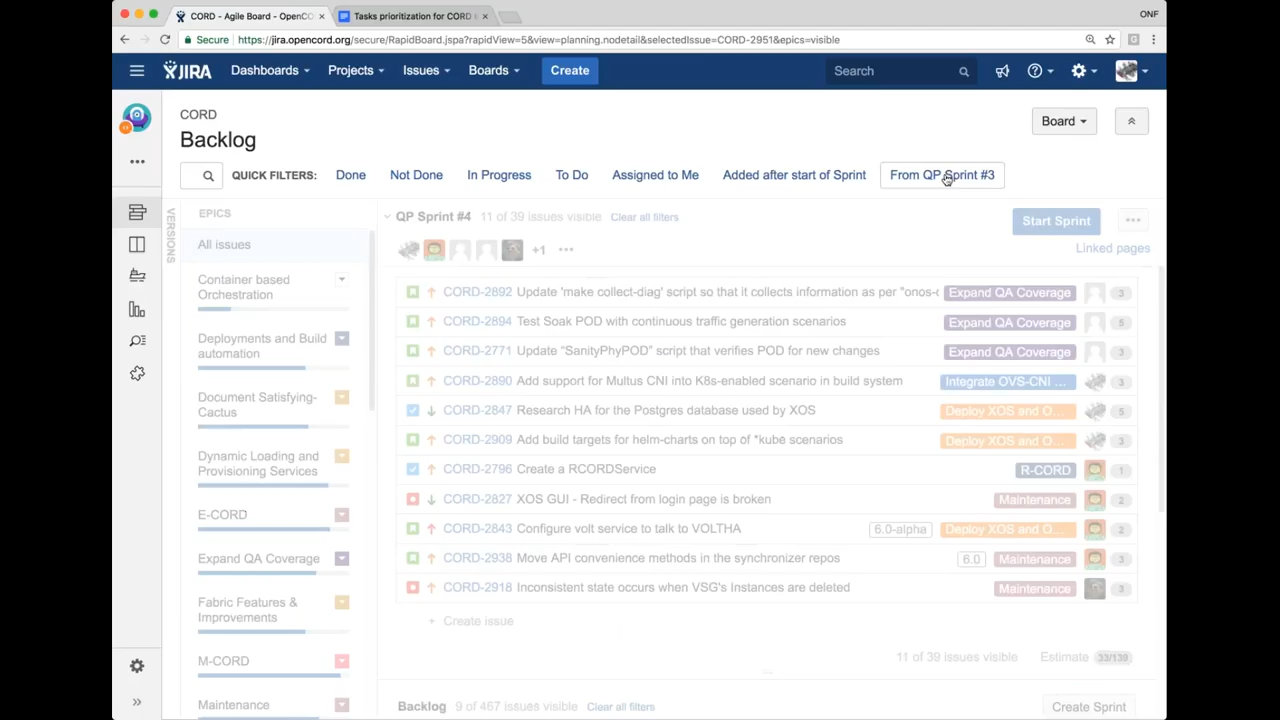 CORD - Agile Board - OpenCO
Tasks prioritization for CORD
ONF
Secure
https://jira.opencord.org/secure/RapidBoard.jspa?rapidView=5&view=planning.nodetail&selectedIssue=CORD-2951&epics=visible
JIRA Dashboards Projects Issues Boards Create Search
CORD
Backlog
Board
QUICK FILTERS: Done Not Done In Progress To Do Assigned to Me Added after start of Sprint From QP Sprint #3
VERSIONS
EPICS
All issues
Container based
Orchestration
Deployments and Build
automation
Document Satisfying-
Cactus
Dynamic Loading and
Provisioning Services
E-CORD
Expand QA Coverage
Fabric Features &
Improvements
M-CORD
Maintenance
QP Sprint #4 11 of 39 issues visible Clear all filters
Start Sprint
+1
Linked pages
CORD-2892 Update 'make collect-diag' script so that it collects information as per "onos- Expand QA Coverage 3
CORD-2894 Test Soak POD with continuous traffic generation scenarios Expand QA Coverage 5
CORD-2771 Update “SanityPhyPOD” script that verifies POD for new changes Expand QA Coverage 3
CORD-2890 Add support for Multus CNI into K8s-enabled scenario in build system Integrate OVS-CNI ... 3
CORD-2847 Research HA for the Postgres database used by XOS Deploy XOS and O... 5
CORD-2909 Add build targets for helm-charts on top of *kube scenarios Deploy XOS and O... 3
CORD-2796 Create a RCORDService R-CORD 1
CORD-2827 XOS GUI - Redirect from login page is broken Maintenance 2
CORD-2843 Configure volt service to talk to VOLTHA 6.0-alpha Deploy XOS and O... 2
CORD-2938 Move API convenience methods in the synchronizer repos 6.0 Maintenance 3
CORD-2918 Inconsistent state occurs when VSG's Instances are deleted Maintenance 3
+ Create issue
11 of 39 issues visible Estimate 33/139
Backlog 9 of 467 issues visible Clear all filters
Create Sprint